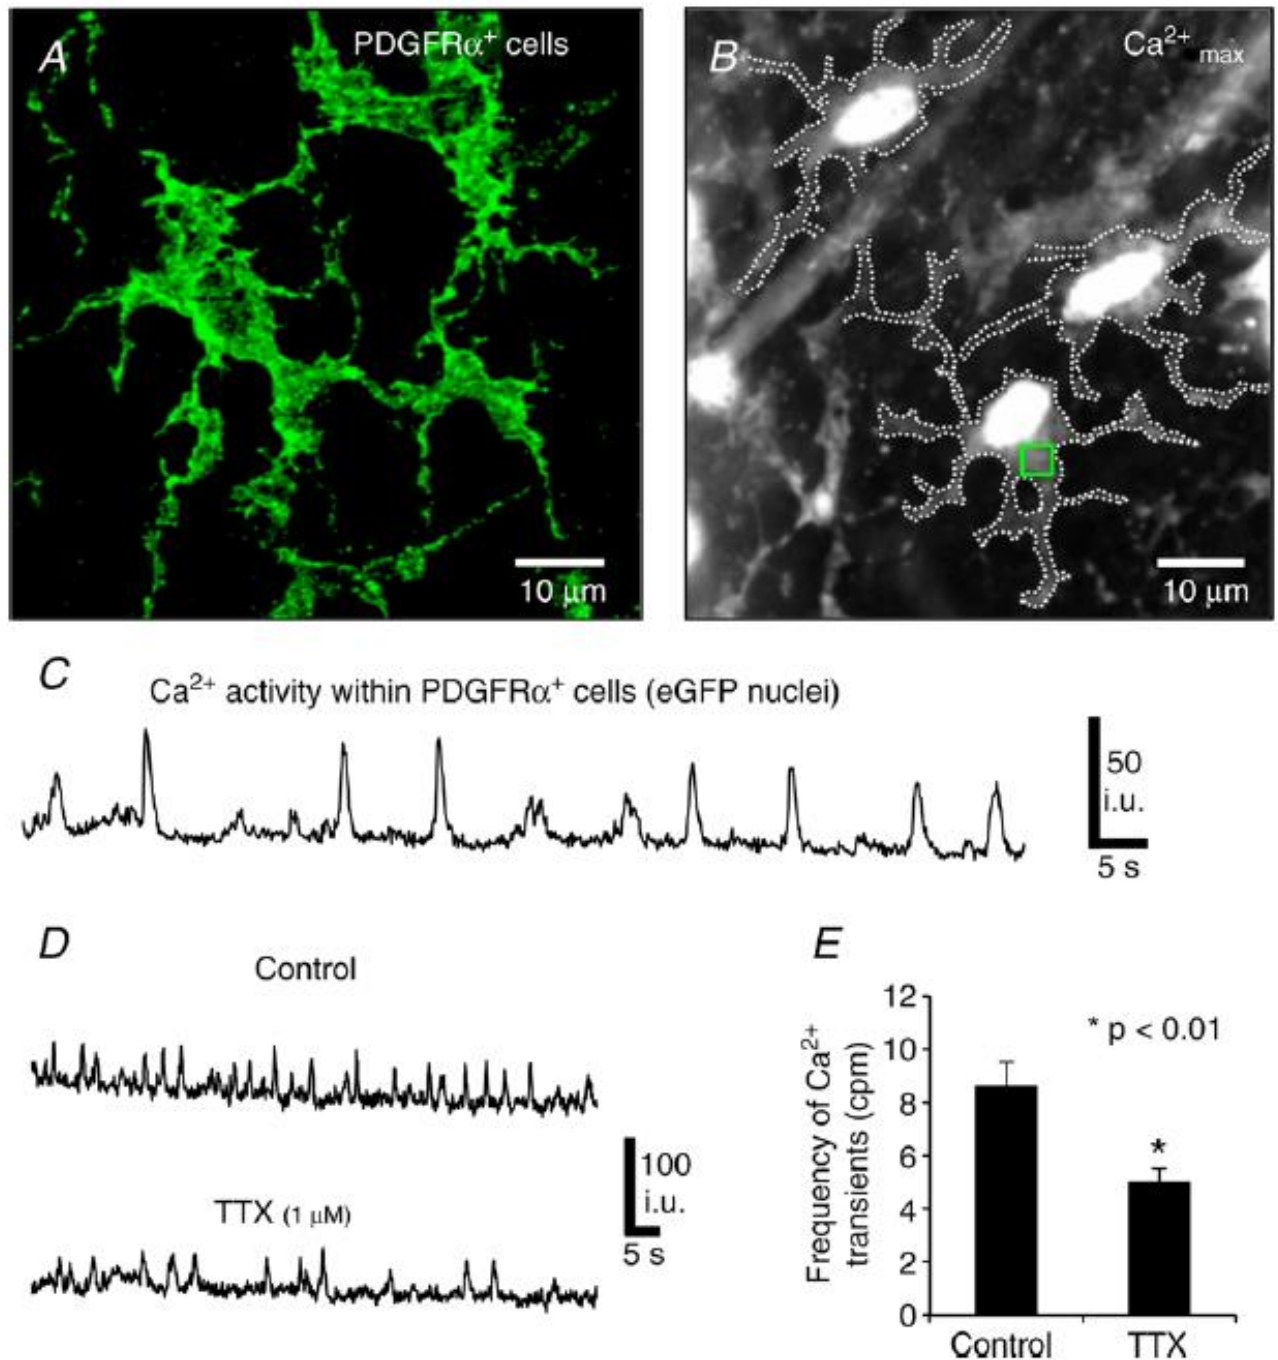 A
PDGFRα⁺ cells
10 μm
B
Ca²⁺ max
10 μm
C
Ca²⁺ activity within PDGFRα⁺ cells (eGFP nuclei)
50
i.u.
5 s
D
Control
TTX (1 μM)
100
i.u.
5 s
E
Frequency of Ca²⁺
transients (cpm)
12
10
8
6
4
2
0
* p < 0.01
*
Control
TTX